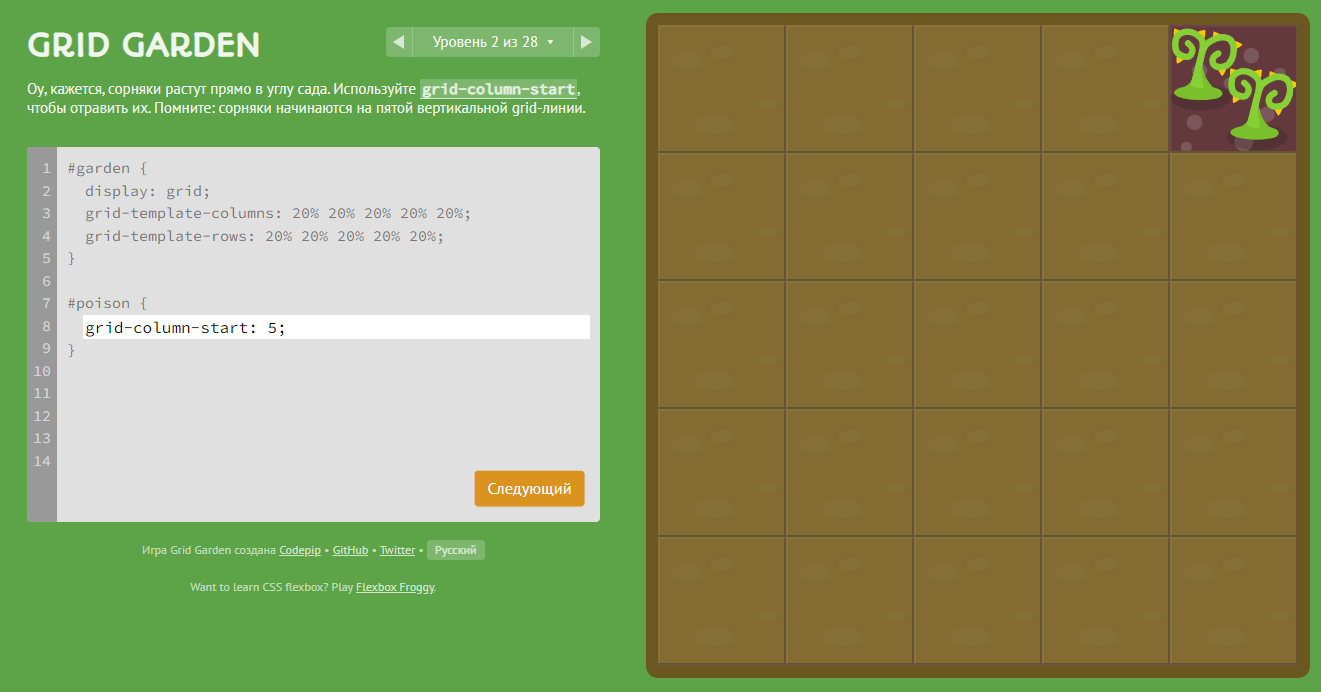 GRID GARDEN
Уровень 2 из 28
Оу, кажется, сорняки растут прямо в углу сада. Используйте grid-column-start,
чтобы отравить их. Помните: сорняки начинаются на пятой вертикальной grid-линии.
1 #garden {
2 display: grid;
3 grid-template-columns: 20% 20% 20% 20% 20%;
4 grid-template-rows: 20% 20% 20% 20% 20%;
5 }
6
7 #poison {
8 grid-column-start: 5;
9 }
10
11
12
13
14
Следующий
Игра Grid Garden создана Codepip • GitHub • Twitter • Русский
Want to learn CSS flexbox? Play Flexbox Froggy.